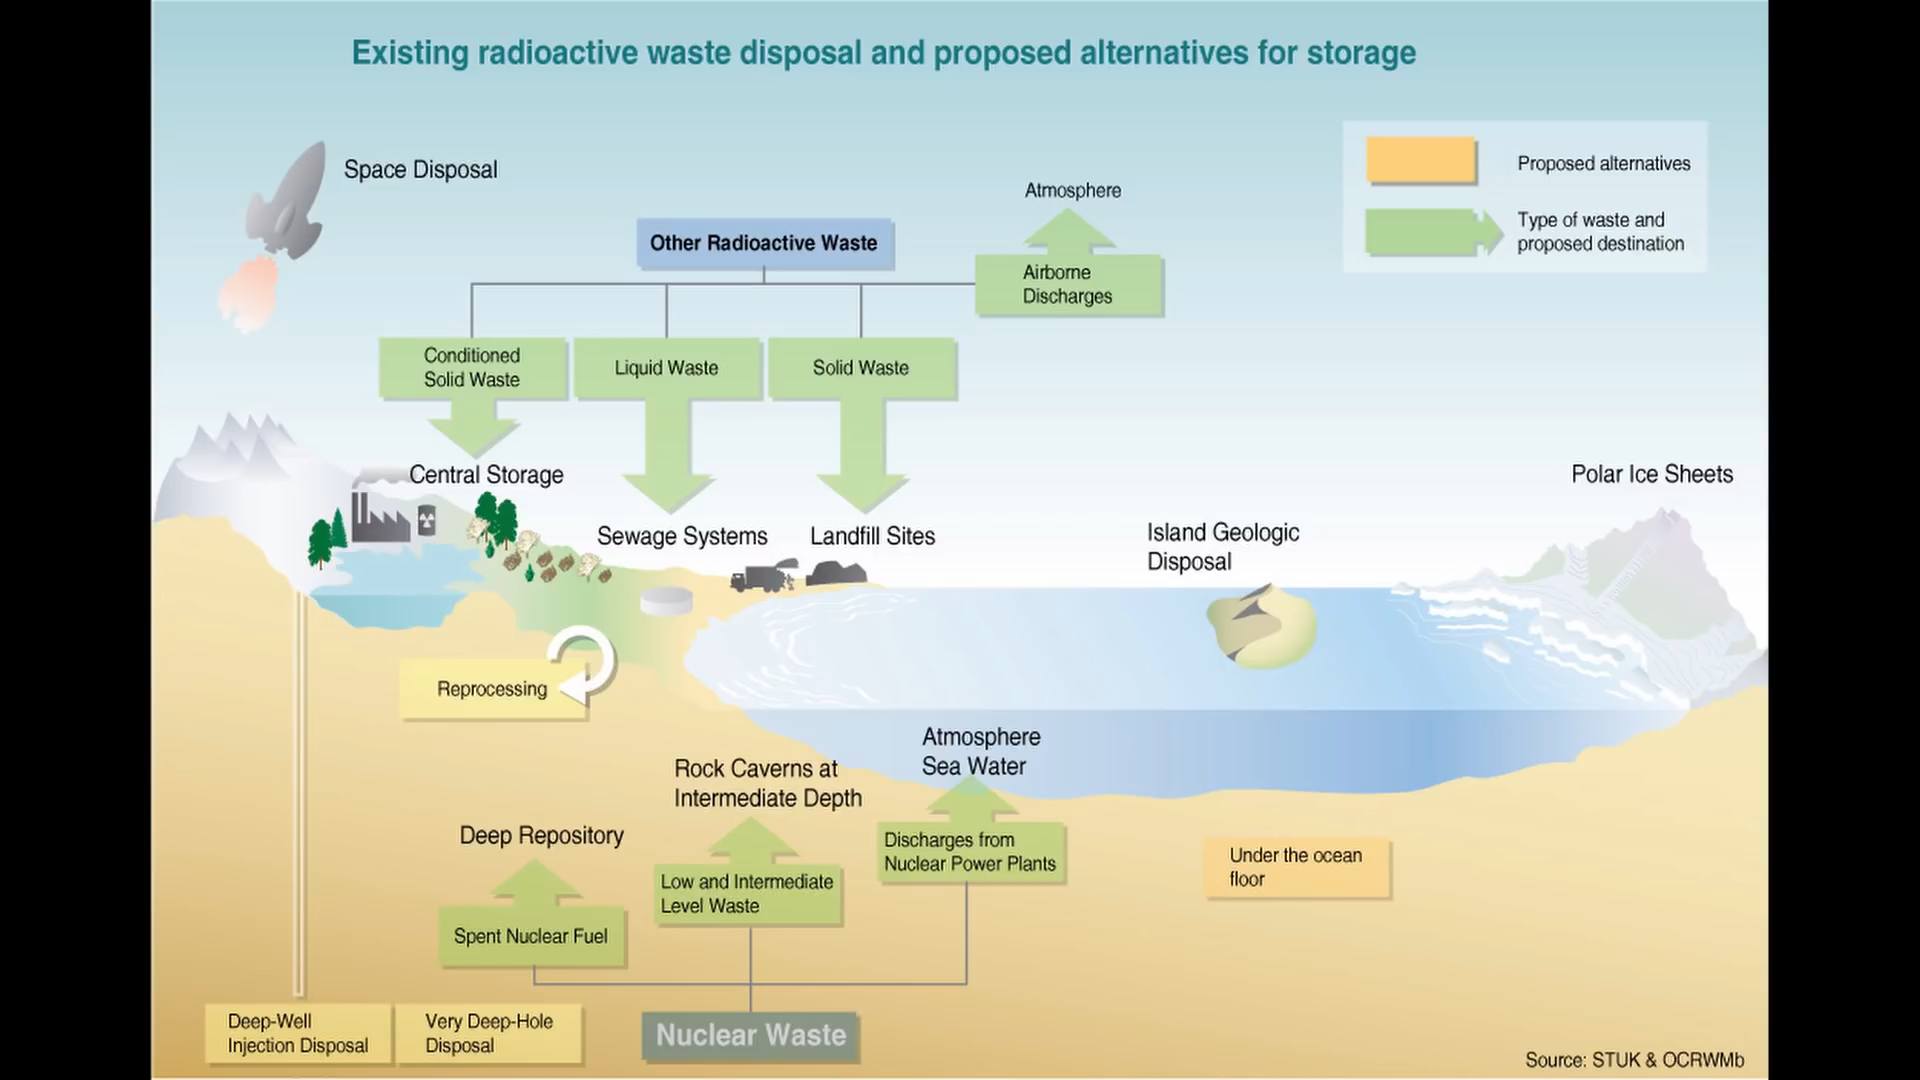 Existing radioactive waste disposal and proposed alternatives for storage
Space Disposal
Proposed alternatives
Type of waste and
proposed destination
Atmosphere
Other Radioactive Waste
Airborne
Discharges
Conditioned
Solid Waste
Liquid Waste
Solid Waste
Central Storage
Sewage Systems
Landfill Sites
Island Geologic
Disposal
Polar Ice Sheets
Reprocessing
Atmosphere
Sea Water
Rock Caverns at
Intermediate Depth
Deep Repository
Discharges from
Nuclear Power Plants
Low and Intermediate
Level Waste
Spent Nuclear Fuel
Under the ocean
floor
Deep-Well
Injection Disposal
Very Deep-Hole
Disposal
Nuclear Waste
Source: STUK & OCRWMb